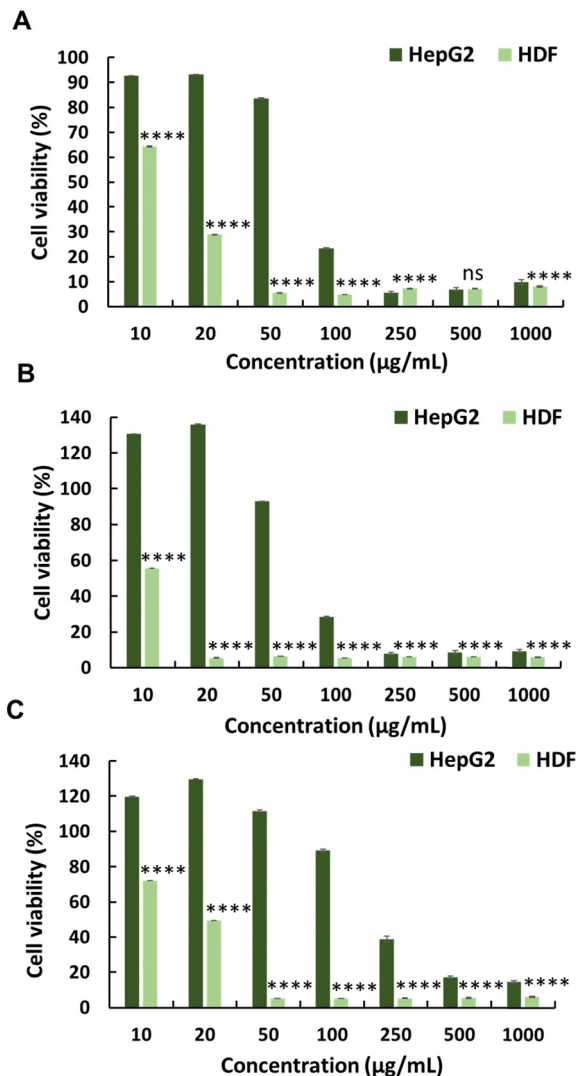 A
HepG2 HDF
Cell viability (%)
100
90
80
70
60
50
40
30
20
10
0
****
****
****
****
****
ns
****
10 20 50 100 250 500 1000
Concentration (µg/mL)
B
HepG2 HDF
Cell viability (%)
140
120
100
80
60
40
20
0
****
****
****
****
****
****
****
10 20 50 100 250 500 1000
Concentration (µg/mL)
C
HepG2 HDF
Cell viability (%)
140
120
100
80
60
40
20
0
****
****
****
****
****
****
****
10 20 50 100 250 500 1000
Concentration (µg/mL)